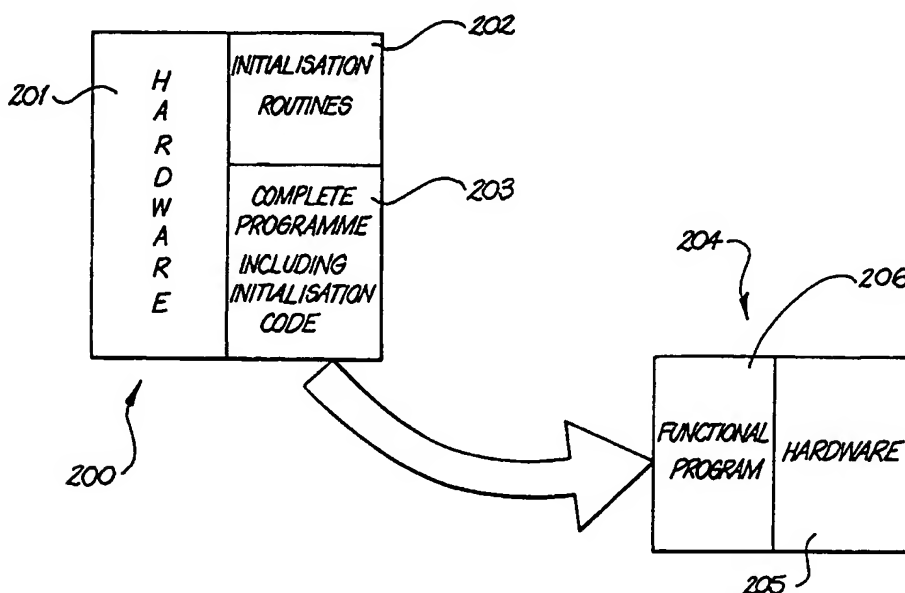 202
INITIALISATION
ROUTINES
201
H
A
R
D
W
A
R
E
203
COMPLETE
PROGRAMME
INCLUDING
INITIALISATION
CODE
204
206
200
FUNCTIONAL
PROGRAM
HARDWARE
205